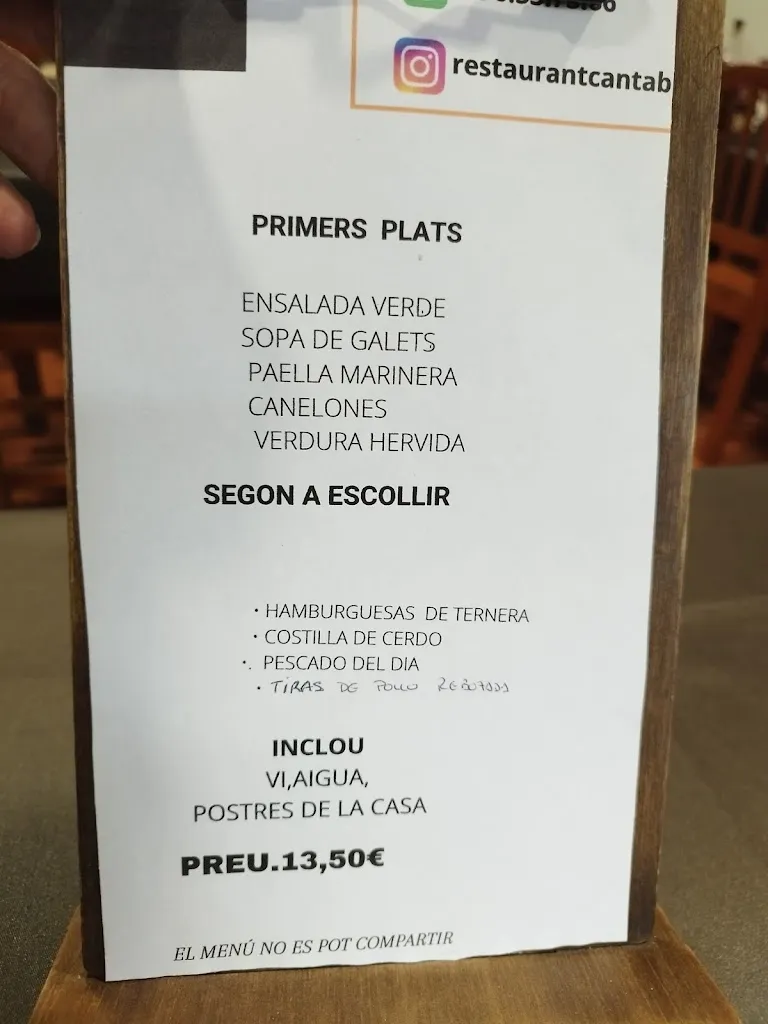 restaurantcantab
PRIMERS PLATS
ENSALADA VERDE
SOPA DE GALETS
PAELLA MARINERA
CANELONES
VERDURA HERVIDA
SEGON A ESCOLLIR
· HAMBURGUESAS DE TERNERA
· COSTILLA DE CERDO
·. PESCADO DEL DIA
· TIRAS DE POLLO REBOZADAS
INCLOU
VI,AIGUA,
POSTRES DE LA CASA
PREU.13,50€
EL MENÚ NO ES POT COMPARTIR